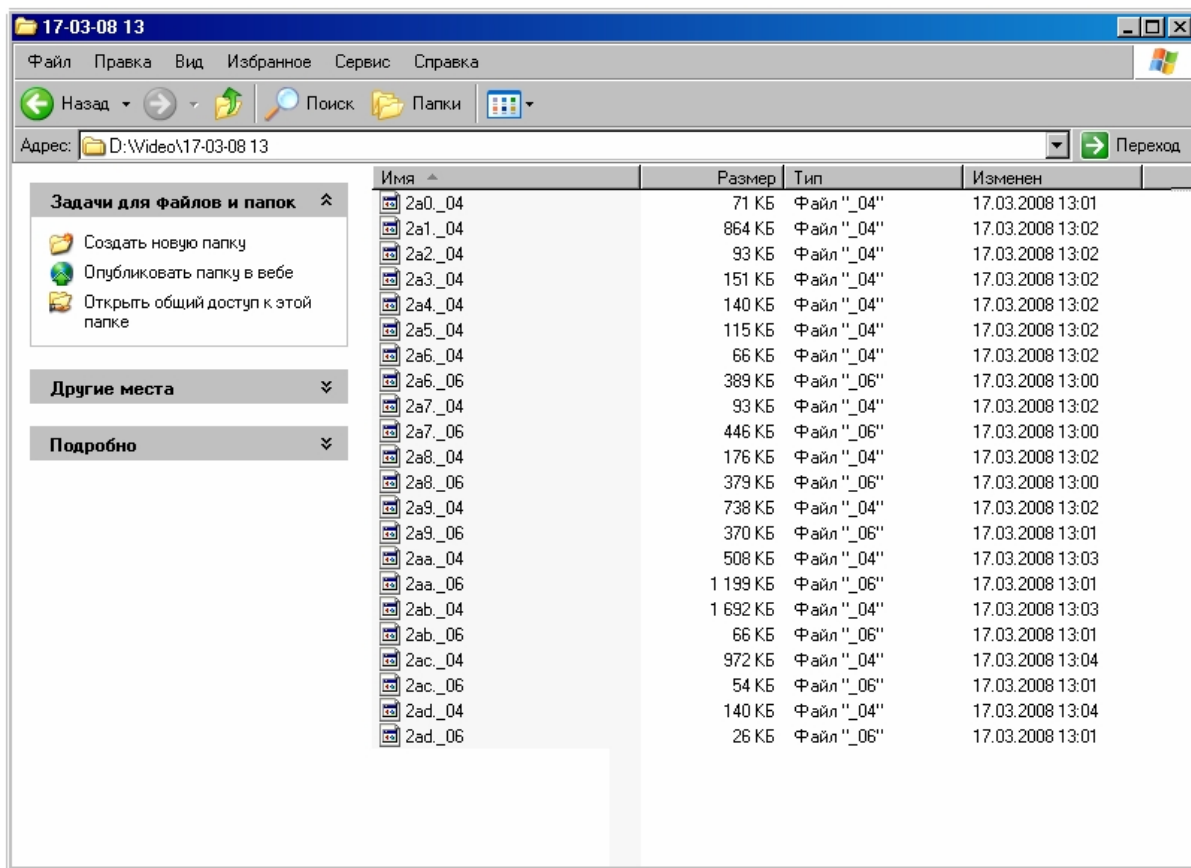 17-03-08 13
Файл Правка Вид Избранное Сервис Справка
Назад Поиск Папки
Адрес: D:\Video\17-03-08 13 Переход
Задачи для файлов и папок
Создать новую папку
Опубликовать папку в вебе
Открыть общий доступ к этой
папке
Другие места
Подробно
Имя Размер Тип Изменен
2a0._04 71 КБ Файл "_04" 17.03.2008 13:01
2a1._04 864 КБ Файл "_04" 17.03.2008 13:02
2a2._04 93 КБ Файл "_04" 17.03.2008 13:02
2a3._04 151 КБ Файл "_04" 17.03.2008 13:02
2a4._04 140 КБ Файл "_04" 17.03.2008 13:02
2a5._04 115 КБ Файл "_04" 17.03.2008 13:02
2a6._04 66 КБ Файл "_04" 17.03.2008 13:02
2a6._06 389 КБ Файл "_06" 17.03.2008 13:00
2a7._04 93 КБ Файл "_04" 17.03.2008 13:02
2a7._06 446 КБ Файл "_06" 17.03.2008 13:00
2a8._04 176 КБ Файл "_04" 17.03.2008 13:02
2a8._06 379 КБ Файл "_06" 17.03.2008 13:00
2a9._04 738 КБ Файл "_04" 17.03.2008 13:02
2a9._06 370 КБ Файл "_06" 17.03.2008 13:01
2aa._04 508 КБ Файл "_04" 17.03.2008 13:03
2aa._06 1 199 КБ Файл "_06" 17.03.2008 13:01
2ab._04 1 692 КБ Файл "_04" 17.03.2008 13:03
2ab._06 66 КБ Файл "_06" 17.03.2008 13:01
2ac._04 972 КБ Файл "_04" 17.03.2008 13:04
2ac._06 54 КБ Файл "_06" 17.03.2008 13:01
2ad._04 140 КБ Файл "_04" 17.03.2008 13:04
2ad._06 26 КБ Файл "_06" 17.03.2008 13:01